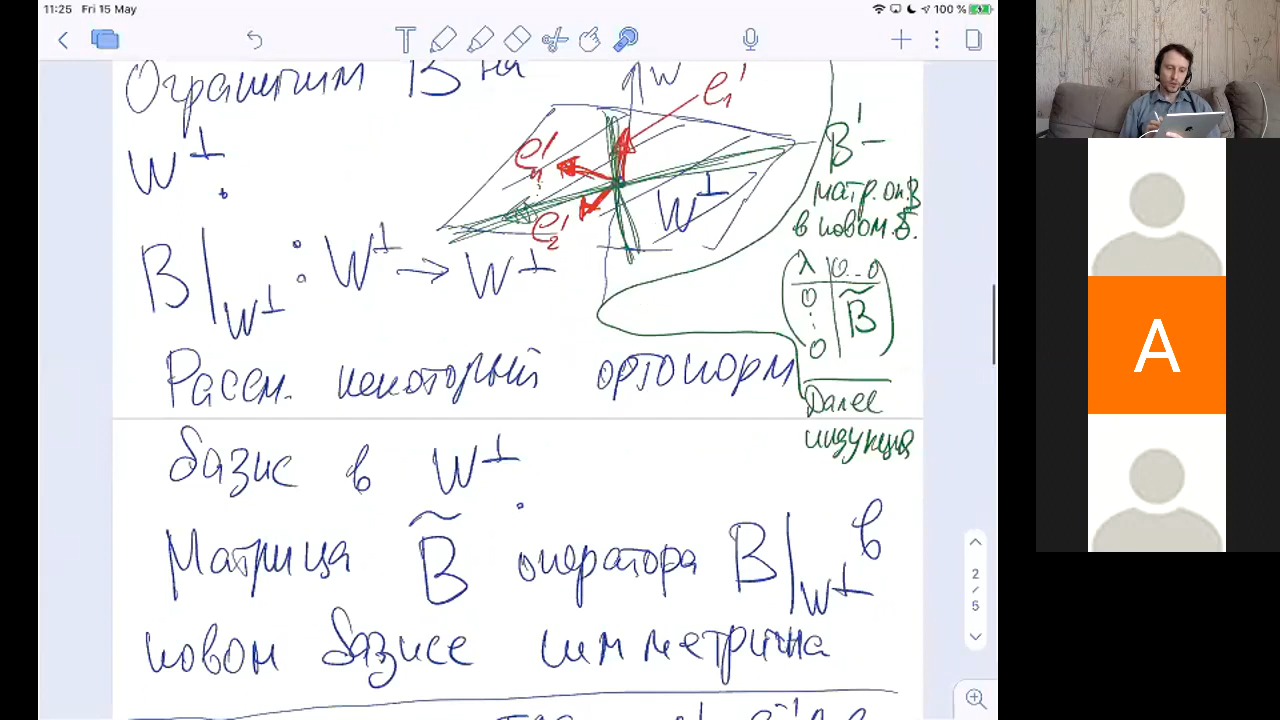 11:25 Fri 15 May
100 %
Ограничим B на
W⊥
B|W⊥ : W⊥ → W⊥
W
e₁'
eₙ'
e₂'
W⊥
B' –
матр. оп. B
в новом. б.
λ 0...0
0
⋮ B̃
0
Рассм. некоторый ортонорм
Далее
индукция
базис в W⊥
Матрица B̃ оператора B|W⊥ в
новом базисе симметрична
2
/
5
A